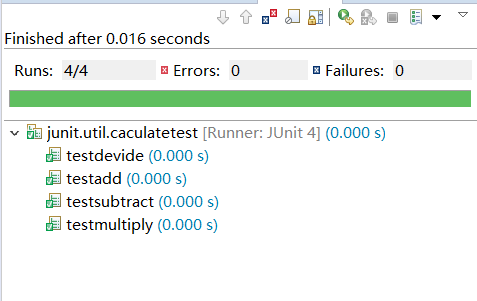 Finished after 0.016 seconds
Runs: 4/4 Errors: 0 Failures: 0
junit.util.caculatetest [Runner: JUnit 4] (0.000 s)
testdevide (0.000 s)
testadd (0.000 s)
testsubtract (0.000 s)
testmultiply (0.000 s)